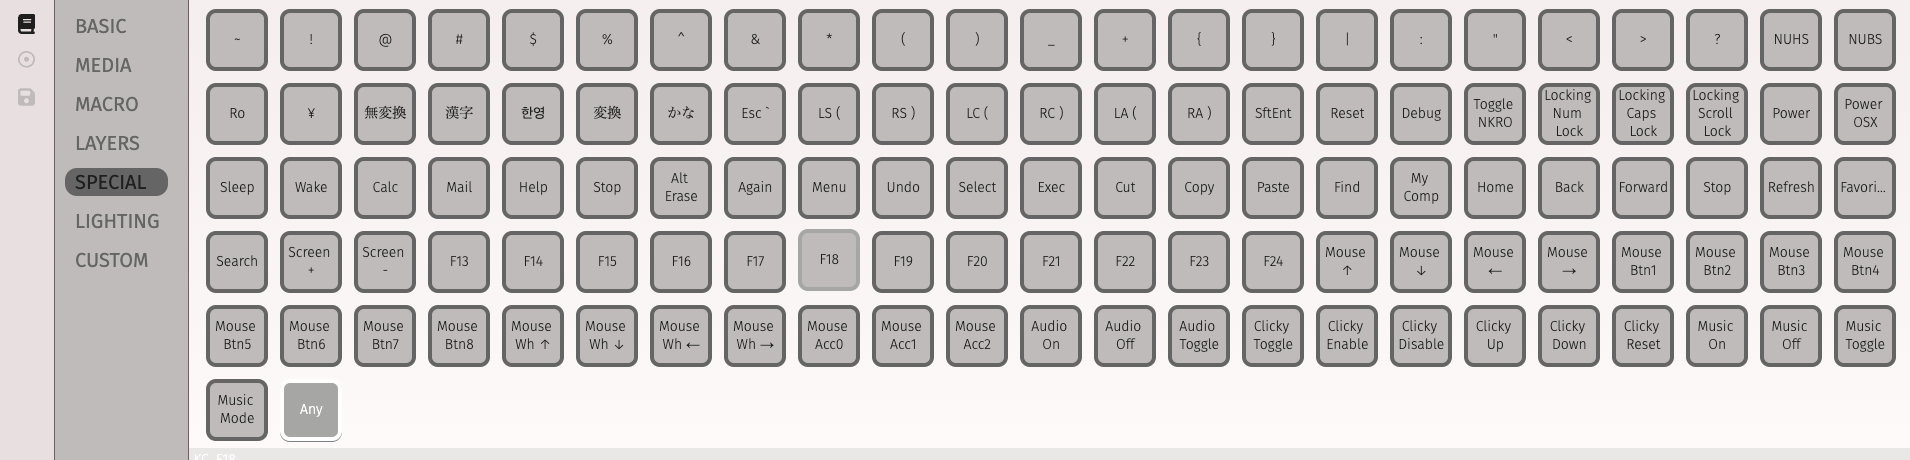 BASIC
MEDIA
MACRO
LAYERS
SPECIAL
LIGHTING
CUSTOM
~ ! @ # $ % ^ & * ( ) _ + { } | : " < > ? NUHS NUBS
Ro ¥ 無変換 漢字 한영 変換 かな Esc ` LS ( RS ) LC ( RC ) LA ( RA ) SftEnt Reset Debug Toggle NKRO Locking Num Lock Locking Caps Lock Locking Scroll Lock Power Power OSX
Sleep Wake Calc Mail Help Stop Alt Erase Again Menu Undo Select Exec Cut Copy Paste Find My Comp Home Back Forward Stop Refresh Favori...
Search Screen + Screen - F13 F14 F15 F16 F17 F18 F19 F20 F21 F22 F23 F24 Mouse ↑ Mouse ↓ Mouse ← Mouse → Mouse Btn1 Mouse Btn2 Mouse Btn3 Mouse Btn4
Mouse Btn5 Mouse Btn6 Mouse Btn7 Mouse Btn8 Mouse Wh ↑ Mouse Wh ↓ Mouse Wh ← Mouse Wh → Mouse Acc0 Mouse Acc1 Mouse Acc2 Audio On Audio Off Audio Toggle Clicky Toggle Clicky Enable Clicky Disable Clicky Up Clicky Down Clicky Reset Music On Music Off Music Toggle
Music Mode Any
KC_F18